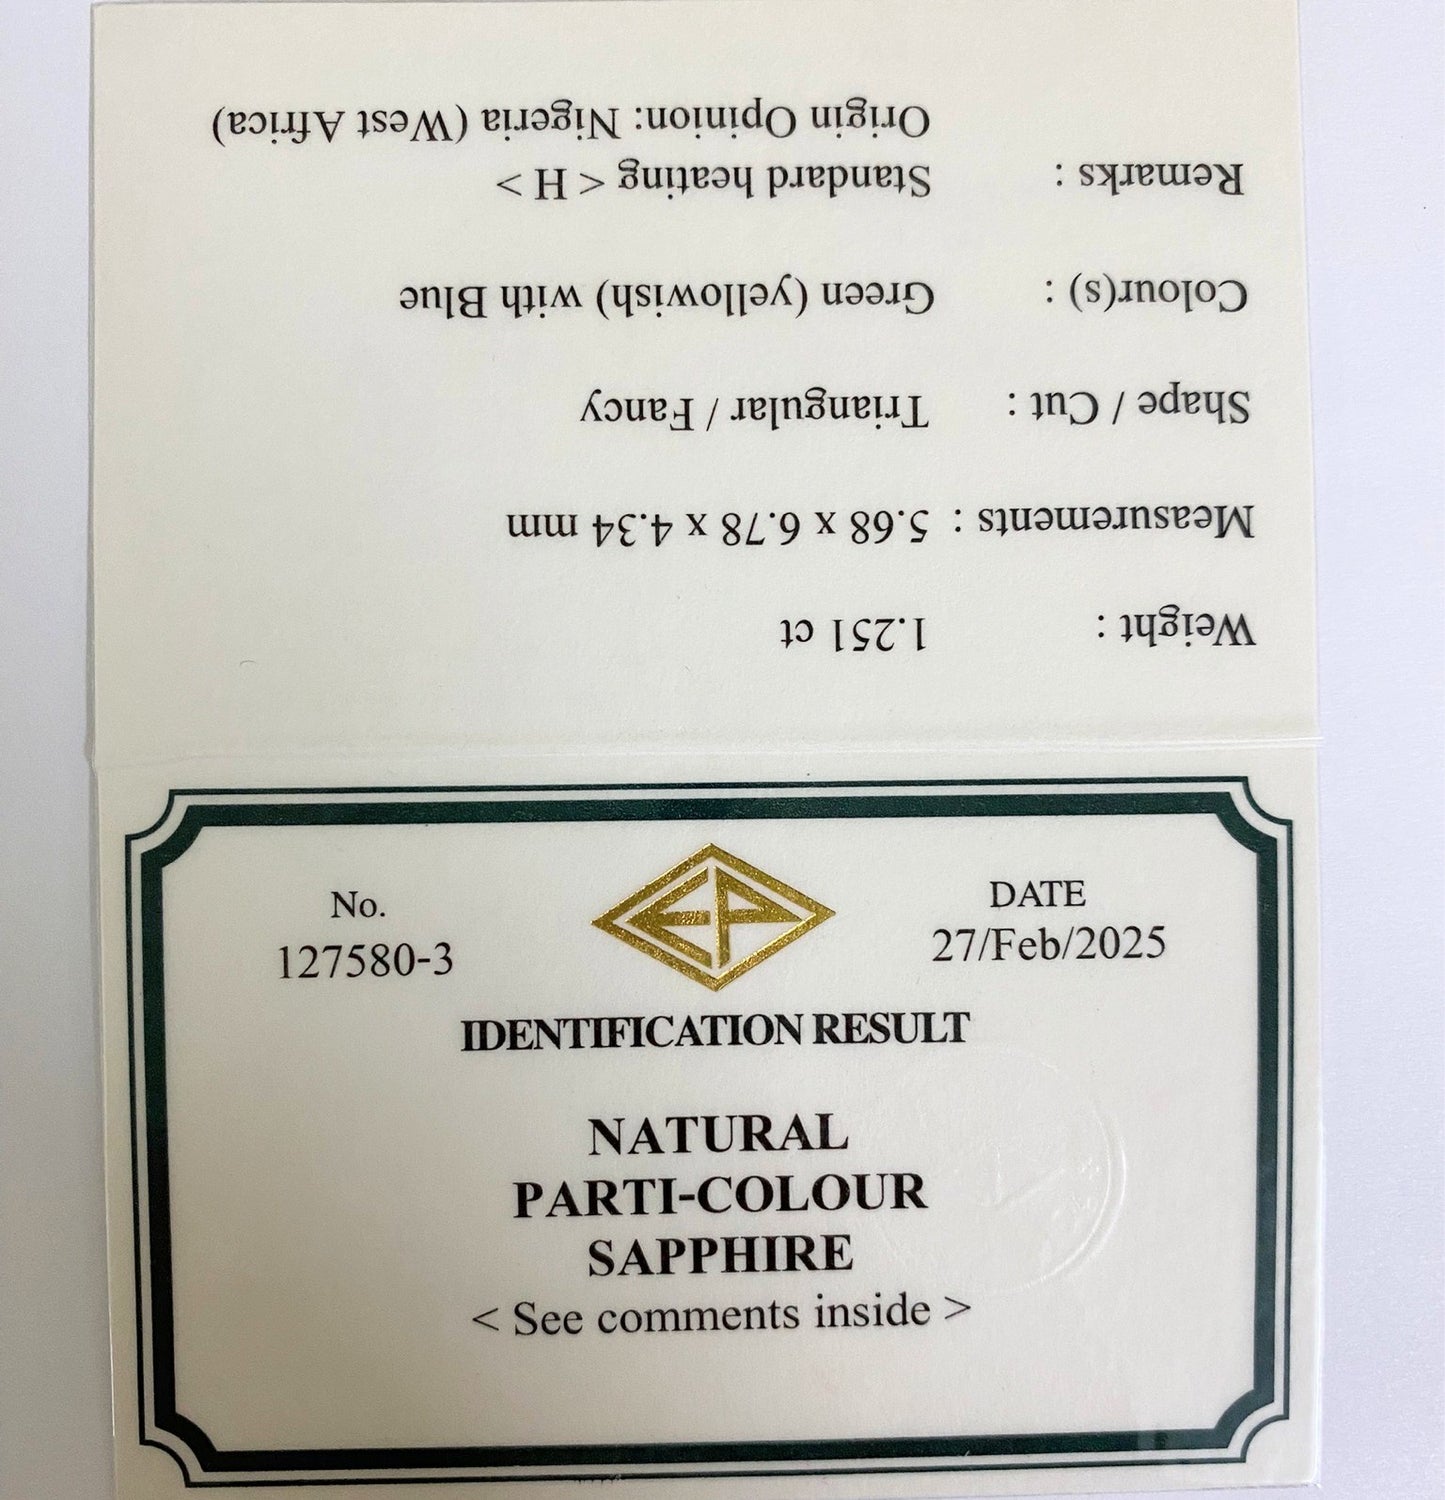 Weight : 1.251 ct
Measurements : 5.68 x 6.78 x 4.34 mm
Shape / Cut : Triangular / Fancy
Colour(s) : Green (yellowish) with Blue
Remarks : Standard heating < H >
Origin Opinion: Nigeria (West Africa)
No.
127580-3
EP
DATE
27/Feb/2025
IDENTIFICATION RESULT
NATURAL
PARTI-COLOUR
SAPPHIRE
< See comments inside >